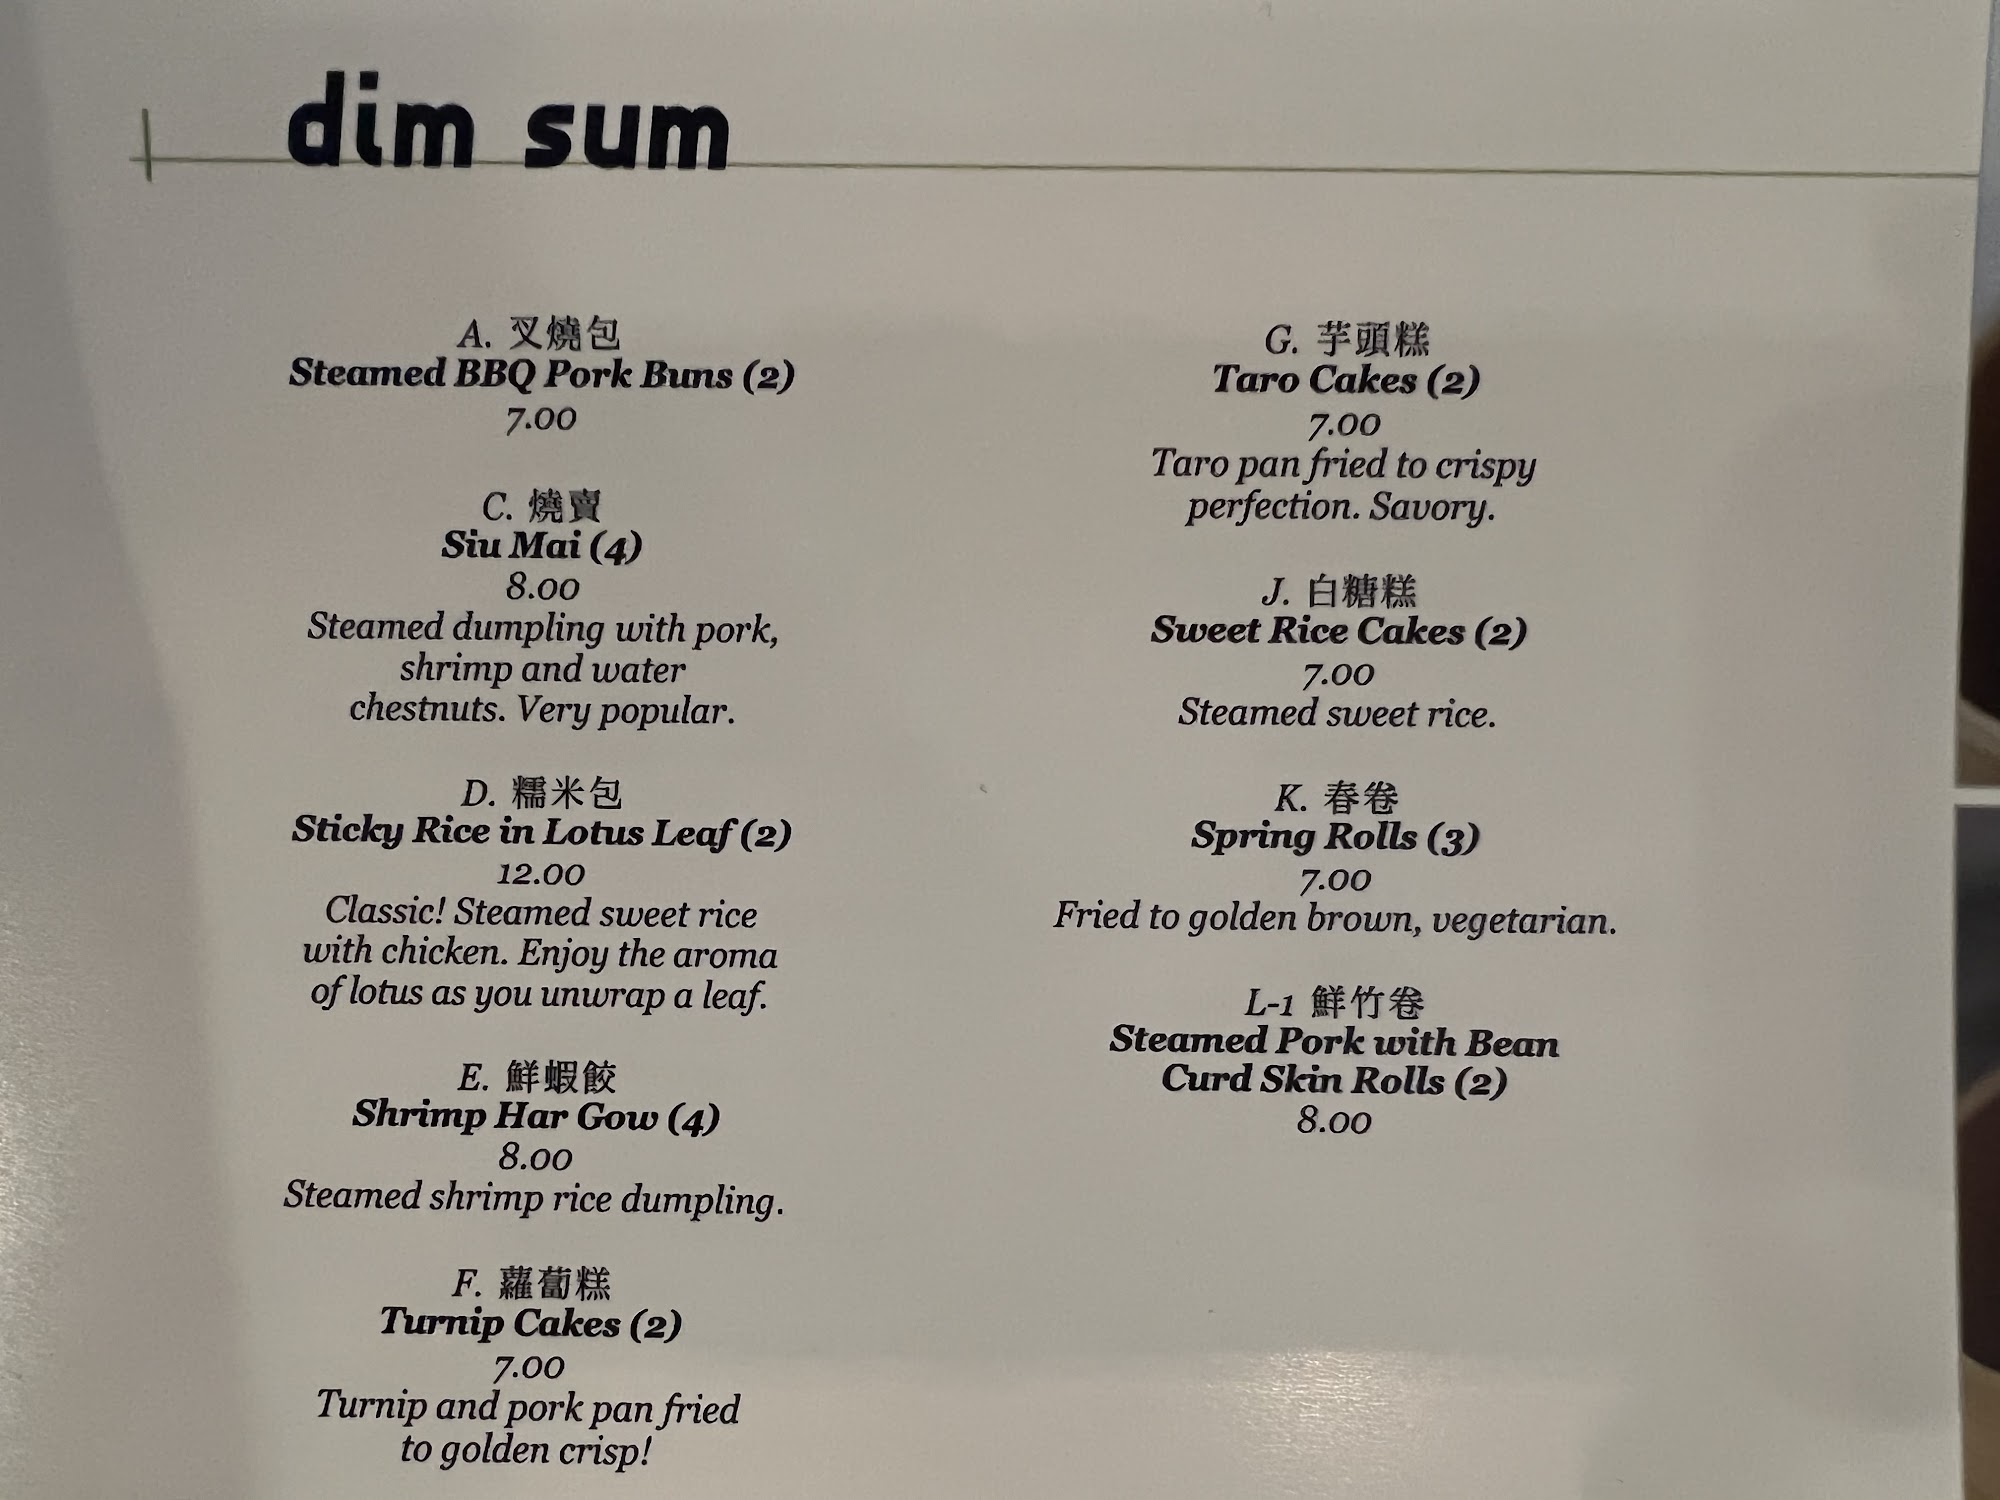 dim sum
A. 叉燒包
Steamed BBQ Pork Buns (2)
7.00
C. 燒賣
Siu Mai (4)
8.00
Steamed dumpling with pork,
shrimp and water
chestnuts. Very popular.
D. 糯米包
Sticky Rice in Lotus Leaf (2)
12.00
Classic! Steamed sweet rice
with chicken. Enjoy the aroma
of lotus as you unwrap a leaf.
E. 鮮蝦餃
Shrimp Har Gow (4)
8.00
Steamed shrimp rice dumpling.
F. 蘿蔔糕
Turnip Cakes (2)
7.00
Turnip and pork pan fried
to golden crisp!
G. 芋頭糕
Taro Cakes (2)
7.00
Taro pan fried to crispy
perfection. Savory.
J. 白糖糕
Sweet Rice Cakes (2)
7.00
Steamed sweet rice.
K. 春卷
Spring Rolls (3)
7.00
Fried to golden brown, vegetarian.
L-1 鮮竹卷
Steamed Pork with Bean
Curd Skin Rolls (2)
8.00